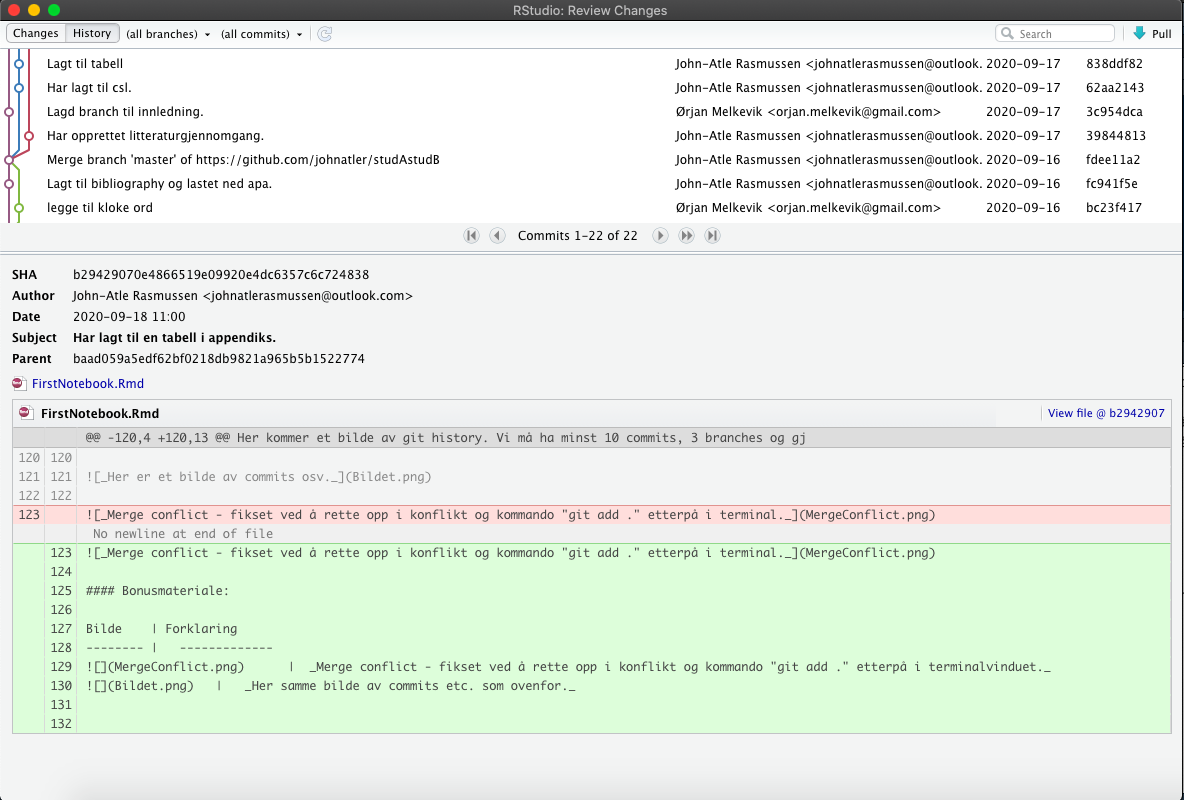 RStudio: Review Changes
Changes History (all branches) (all commits) Search Pull
Lagt til tabell John-Atle Rasmussen <johnatlerasmussen@outlook. 2020-09-17 838ddf82
Har lagt til csl. John-Atle Rasmussen <johnatlerasmussen@outlook. 2020-09-17 62aa2143
Lagd branch til innledning. Ørjan Melkevik <orjan.melkevik@gmail.com> 2020-09-17 3c954dca
Har opprettet litteraturgjennomgang. John-Atle Rasmussen <johnatlerasmussen@outlook. 2020-09-17 39844813
Merge branch 'master' of https://github.com/johnatler/studAstudB John-Atle Rasmussen <johnatlerasmussen@outlook. 2020-09-16 fdee11a2
Lagt til bibliography og lastet ned apa. John-Atle Rasmussen <johnatlerasmussen@outlook. 2020-09-16 fc941f5e
legge til kloke ord Ørjan Melkevik <orjan.melkevik@gmail.com> 2020-09-16 bc23f417
Commits 1-22 of 22
SHA b29429070e4866519e09920e4dc6357c6c724838
Author John-Atle Rasmussen <johnatlerasmussen@outlook.com>
Date 2020-09-18 11:00
Subject Har lagt til en tabell i appendiks.
Parent baad059a5edf62bf0218db9821a965b5b1522774
FirstNotebook.Rmd
FirstNotebook.Rmd View file @ b2942907
@@ -120,4 +120,13 @@ Her kommer et bilde av git history. Vi må ha minst 10 commits, 3 branches og gj
120 120
121 121 ![_Her er et bilde av commits osv._](Bildet.png)
122 122
123 ![_Merge conflict - fikset ved å rette opp i konflikt og kommando "git add ." etterpå i terminal._](MergeConflict.png)
No newline at end of file
123 ![_Merge conflict - fikset ved å rette opp i konflikt og kommando "git add ." etterpå i terminal._](MergeConflict.png)
124
125 #### Bonusmateriale:
126
127 Bilde | Forklaring
128 -------- | -------------
129 ![](MergeConflict.png) | _Merge conflict - fikset ved å rette opp i konflikt og kommando "git add ." etterpå i terminalvinduet._
130 ![](Bildet.png) | _Her samme bilde av commits etc. som ovenfor._
131
132